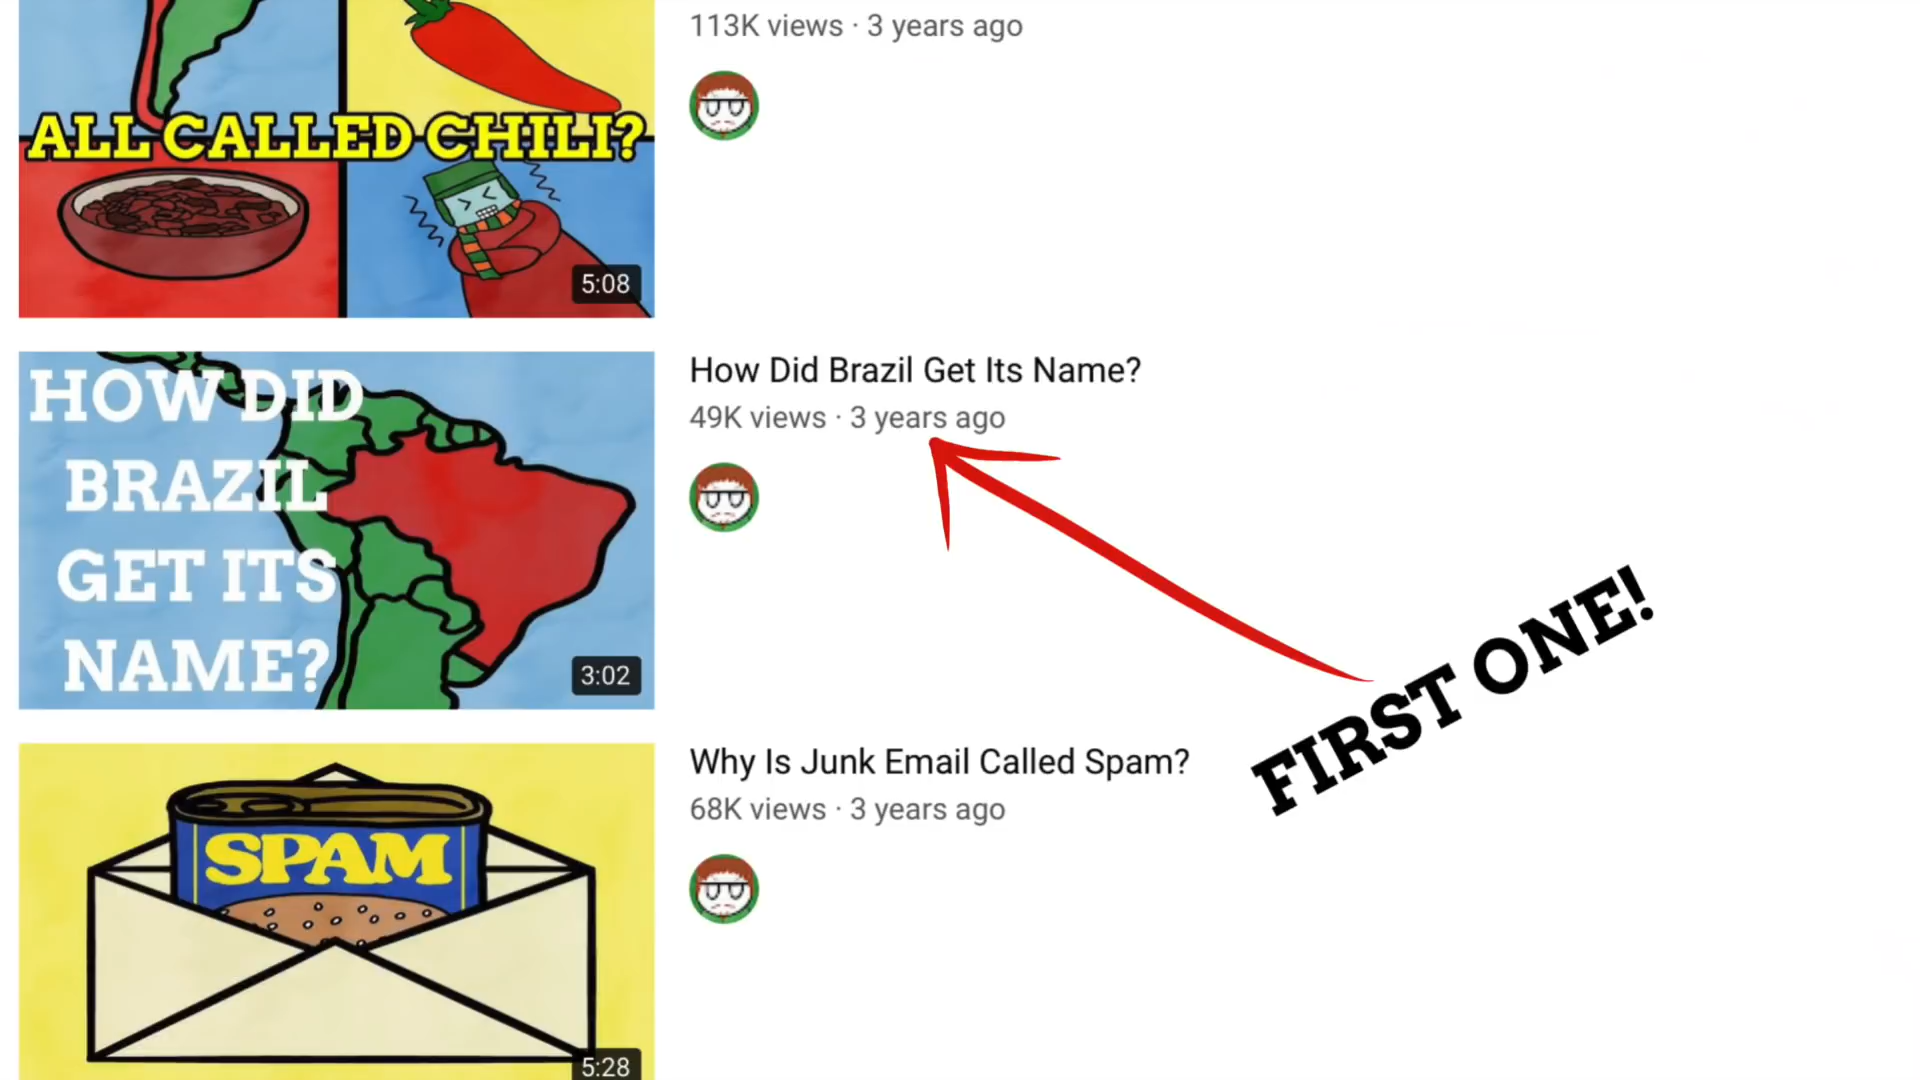 113K views · 3 years ago
ALL CALLED CHILI?
5:08
How Did Brazil Get Its Name?
49K views · 3 years ago
HOW DID
BRAZIL
GET ITS
NAME?
3:02
FIRST ONE!
Why Is Junk Email Called Spam?
68K views · 3 years ago
SPAM
5:28